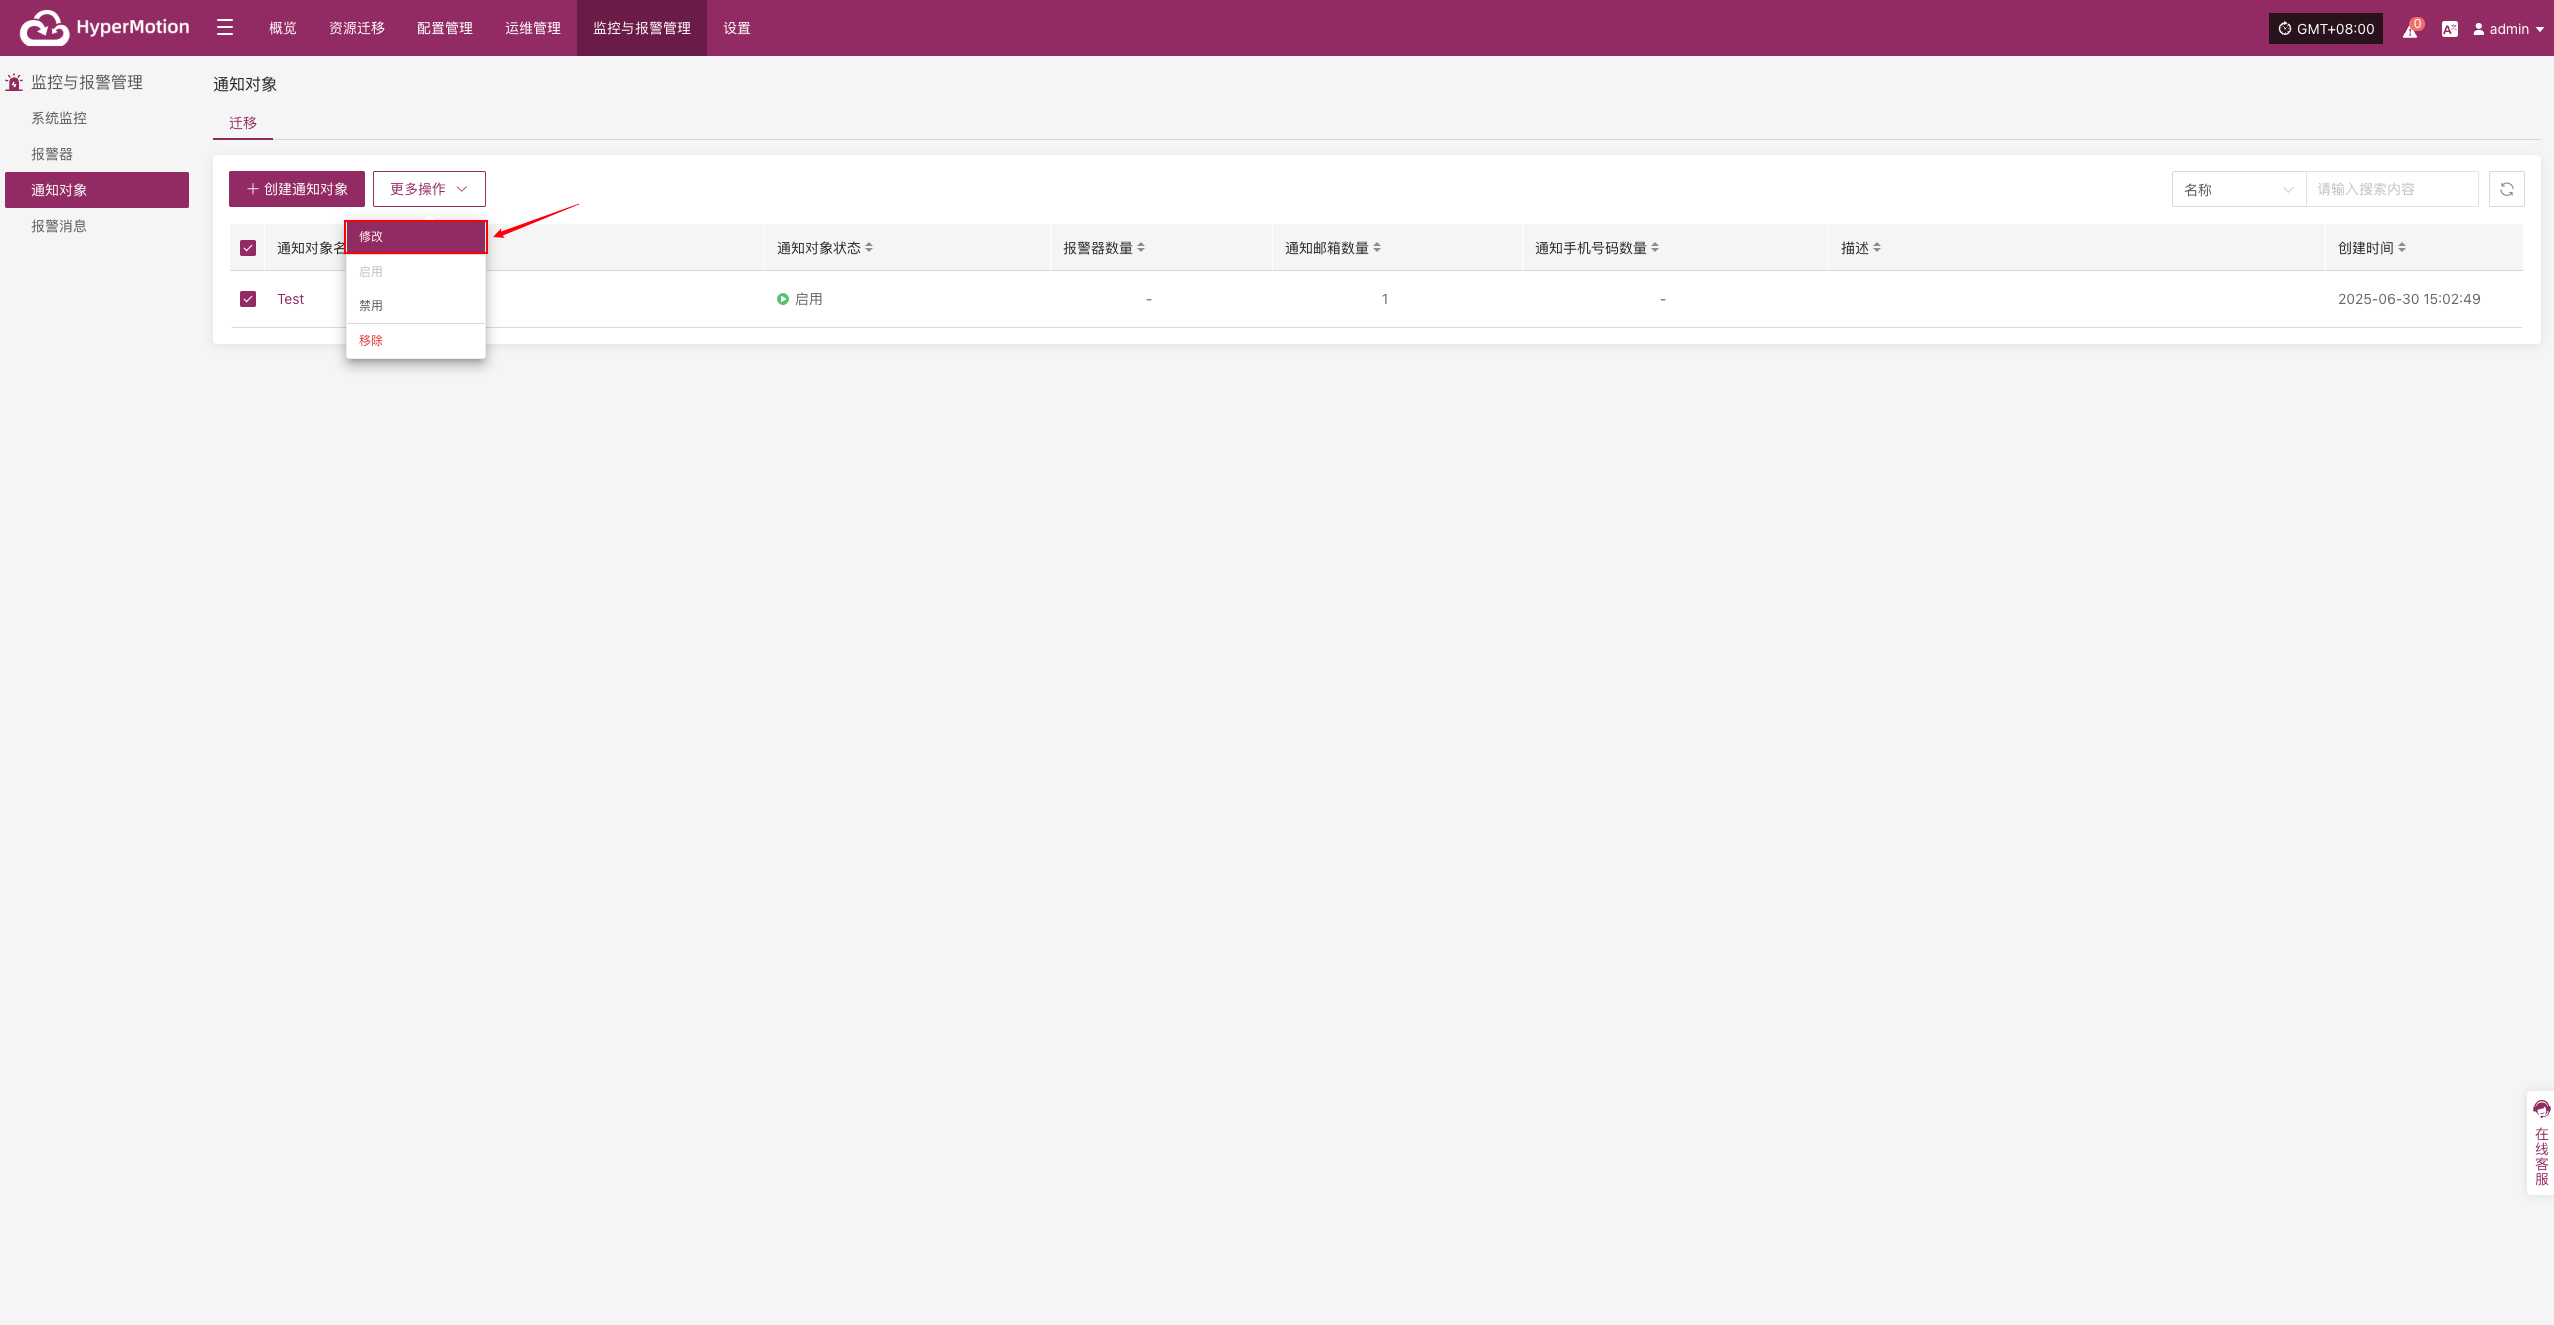 HyperMotion
概览
资源迁移
配置管理
运维管理
监控与报警管理
设置
GMT+08:00
0
admin
监控与报警管理
系统监控
报警器
通知对象
报警消息
通知对象
迁移
创建通知对象
更多操作
名称
请输入搜索内容
修改
启用
禁用
移除
通知对象名
通知对象状态
报警器数量
通知邮箱数量
通知手机号码数量
描述
创建时间
Test
启用
-
1
-
2025-06-30 15:02:49
在线客服